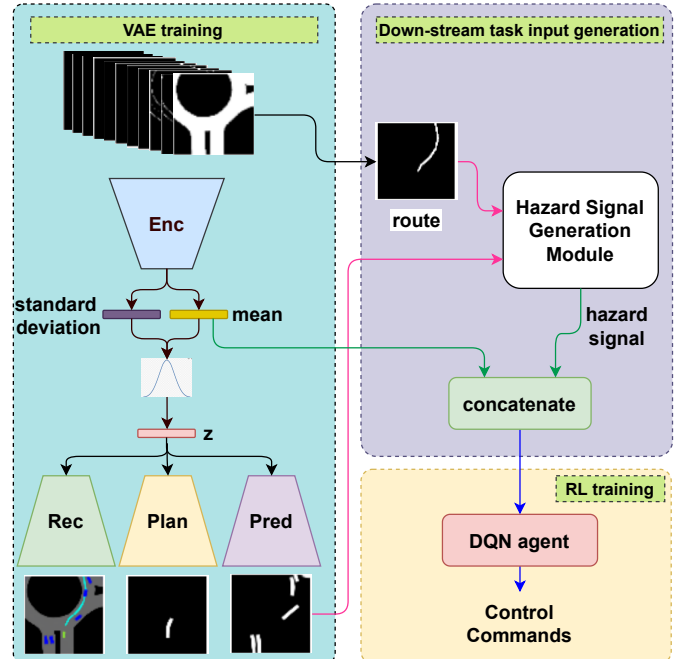 VAE training
Down-stream task input generation
route
Hazard Signal
Generation
Module
Enc
standard
deviation
mean
hazard
signal
concatenate
z
Rec
Plan
Pred
RL training
DQN agent
Control
Commands